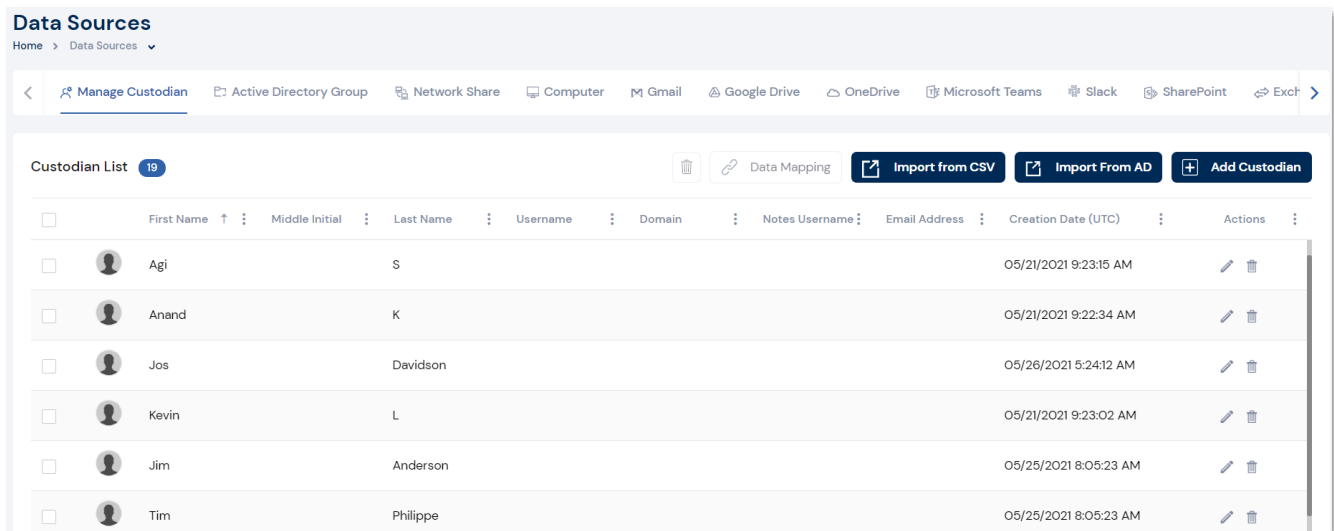 Data Sources
Home > Data Sources
Manage Custodian Active Directory Group Network Share Computer Gmail Google Drive OneDrive Microsoft Teams Slack SharePoint Exch
Custodian List 19 Data Mapping Import from CSV Import From AD Add Custodian
First Name ↑ Middle Initial Last Name Username Domain Notes Username Email Address Creation Date (UTC) Actions
Agi S 05/21/2021 9:23:15 AM
Anand K 05/21/2021 9:22:34 AM
Jos Davidson 05/26/2021 5:24:12 AM
Kevin L 05/21/2021 9:23:02 AM
Jim Anderson 05/25/2021 8:05:23 AM
Tim Philippe 05/25/2021 8:05:23 AM